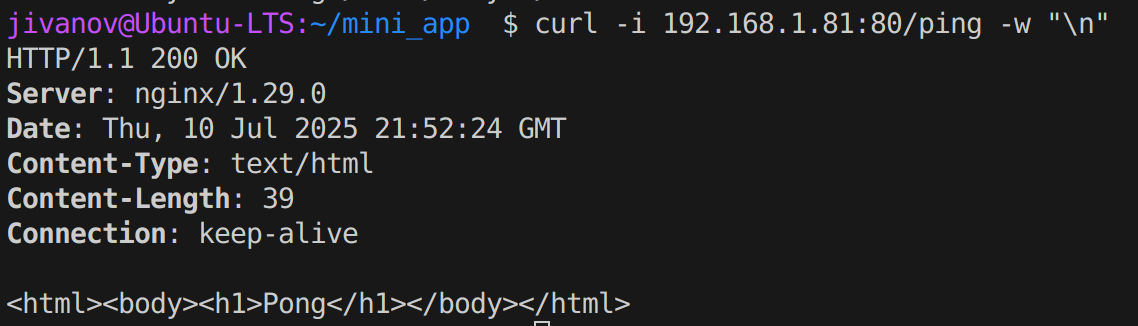 jivanov@Ubuntu-LTS:~/mini_app  $ curl -i 192.168.1.81:80/ping -w "\n"
HTTP/1.1 200 OK
Server: nginx/1.29.0
Date: Thu, 10 Jul 2025 21:52:24 GMT
Content-Type: text/html
Content-Length: 39
Connection: keep-alive

<html><body><h1>Pong</h1></body></html>